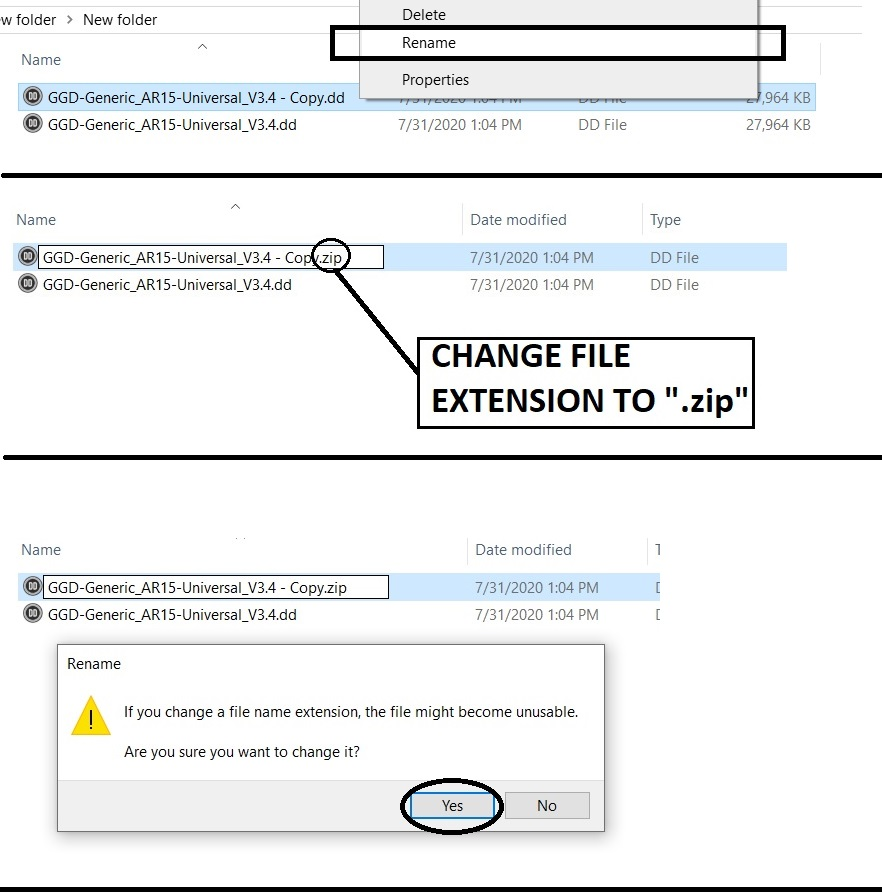 w folder > New folder
Delete
Rename
Properties
Name
GGD-Generic_AR15-Universal_V3.4 - Copy.dd 7/31/2020 1:04 PM DD File 27,964 KB
GGD-Generic_AR15-Universal_V3.4.dd 7/31/2020 1:04 PM DD File 27,964 KB
Name Date modified Type
GGD-Generic_AR15-Universal_V3.4 - Copy.zip 7/31/2020 1:04 PM DD File
GGD-Generic_AR15-Universal_V3.4.dd 7/31/2020 1:04 PM DD File
CHANGE FILE
EXTENSION TO ".zip"
Name Date modified
GGD-Generic_AR15-Universal_V3.4 - Copy.zip 7/31/2020 1:04 PM
GGD-Generic_AR15-Universal_V3.4.dd 7/31/2020 1:04 PM
Rename
If you change a file name extension, the file might become unusable.
Are you sure you want to change it?
Yes No